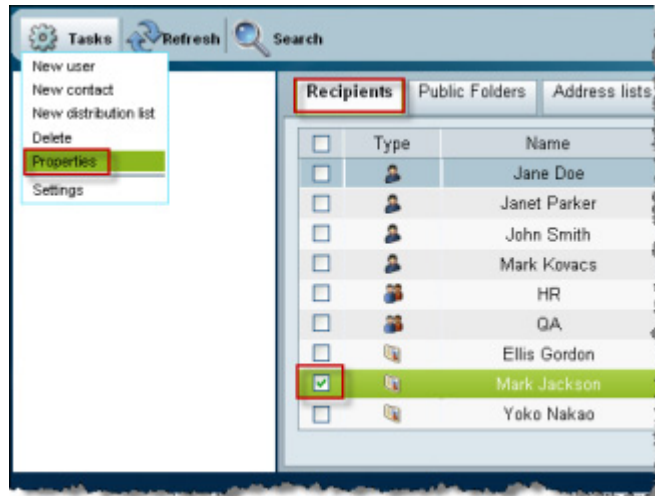 Tasks Refresh Search
New user
New contact
New distribution list
Delete
Properties
Settings
Recipients Public Folders Address lists
Type Name
Jane Doe
Janet Parker
John Smith
Mark Kovacs
HR
QA
Ellis Gordon
Mark Jackson
Yoko Nakao